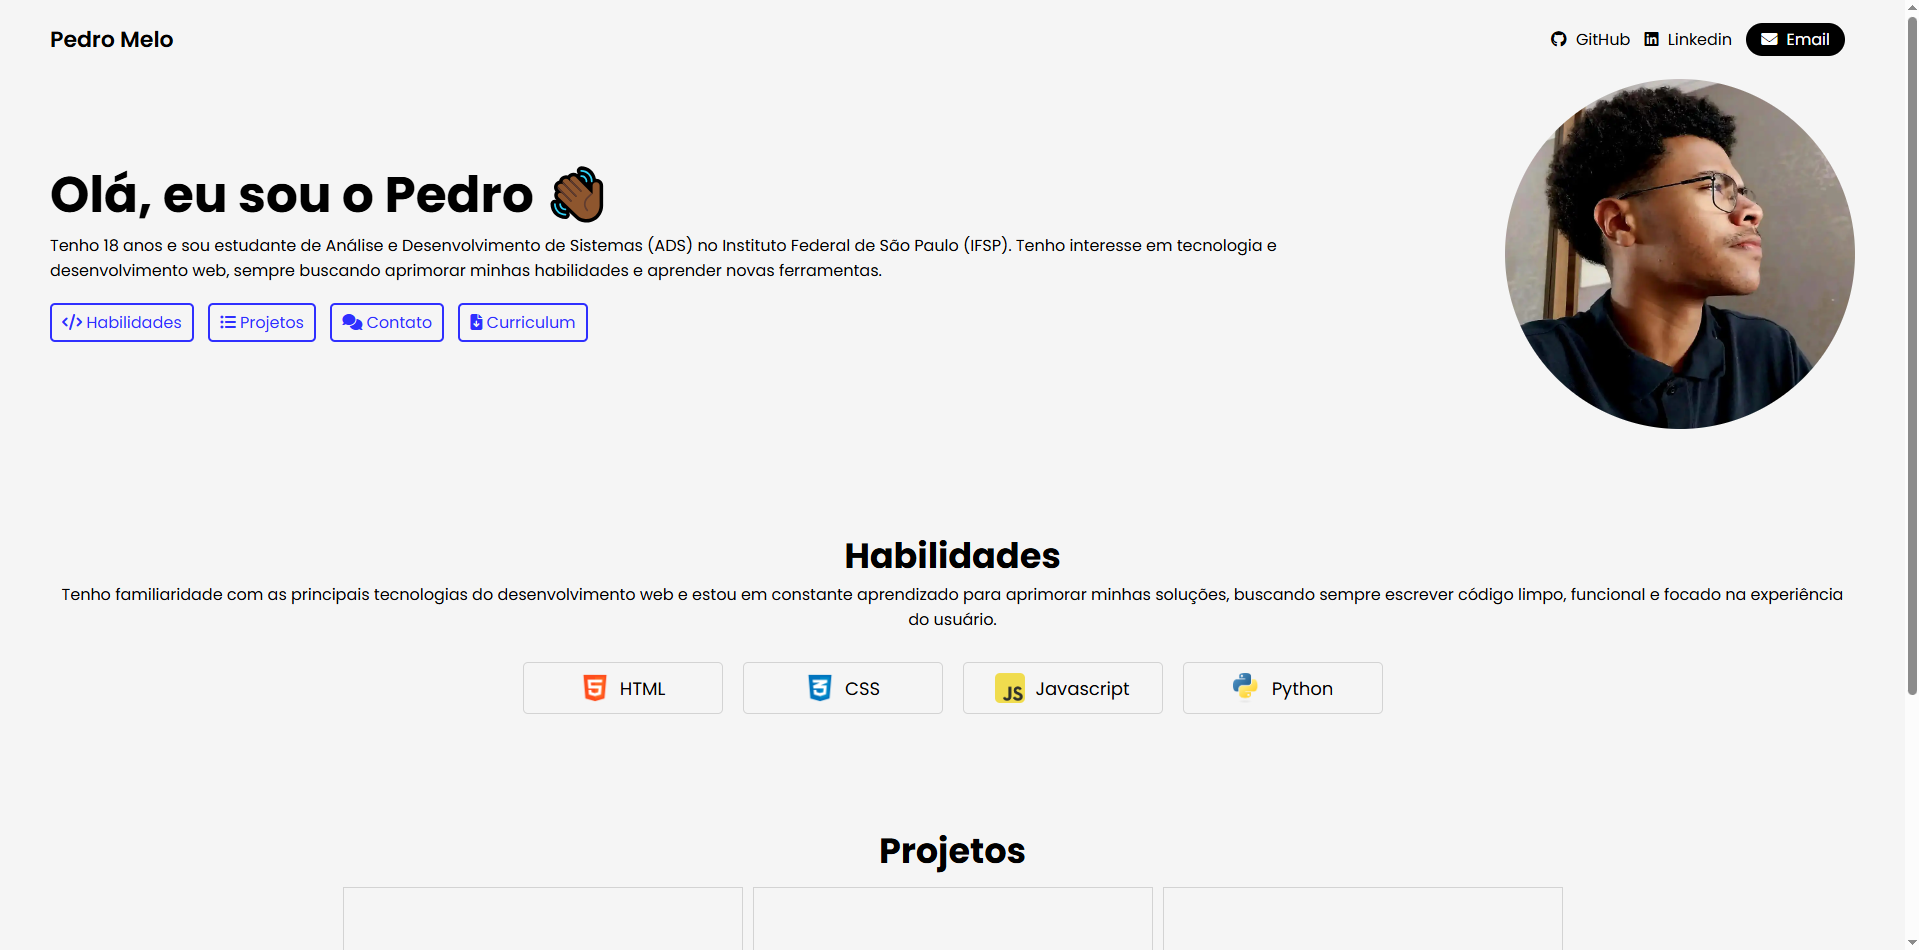 Pedro Melo
GitHub Linkedin Email
Olá, eu sou o Pedro 👋🏾
Tenho 18 anos e sou estudante de Análise e Desenvolvimento de Sistemas (ADS) no Instituto Federal de São Paulo (IFSP). Tenho interesse em tecnologia e
desenvolvimento web, sempre buscando aprimorar minhas habilidades e aprender novas ferramentas.
</> Habilidades Projetos Contato Curriculum
Habilidades
Tenho familiaridade com as principais tecnologias do desenvolvimento web e estou em constante aprendizado para aprimorar minhas soluções, buscando sempre escrever código limpo, funcional e focado na experiência
do usuário.
HTML CSS JS Javascript Python
Projetos